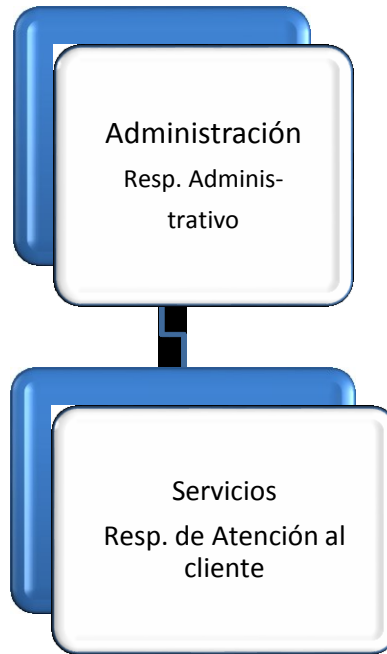 Administración
Resp. Adminis-
trativo
Servicios
Resp. de Atención al
cliente